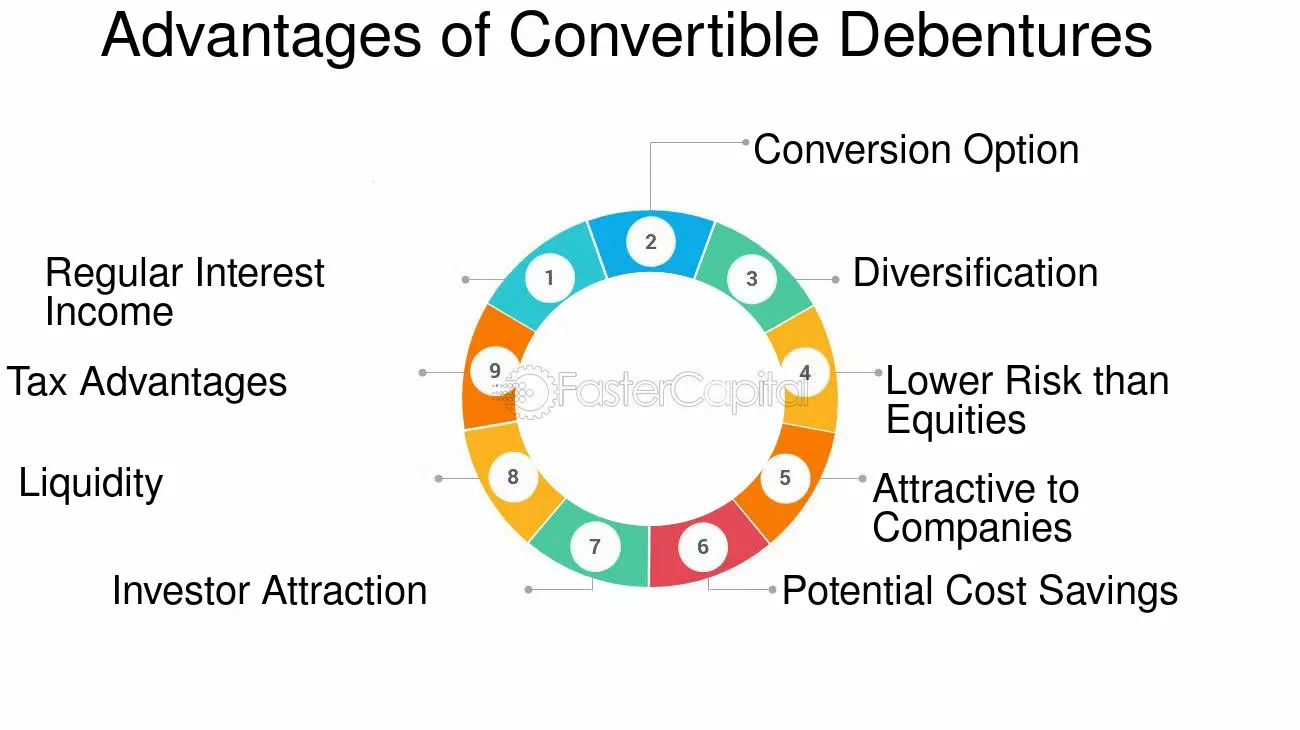 Advantages of Convertible Debentures
Conversion Option
Regular Interest
Income
Diversification
Tax Advantages
Lower Risk than
Equities
Liquidity
Attractive to
Companies
Investor Attraction
Potential Cost Savings
1
2
3
4
5
6
7
8
9
FasterCapital